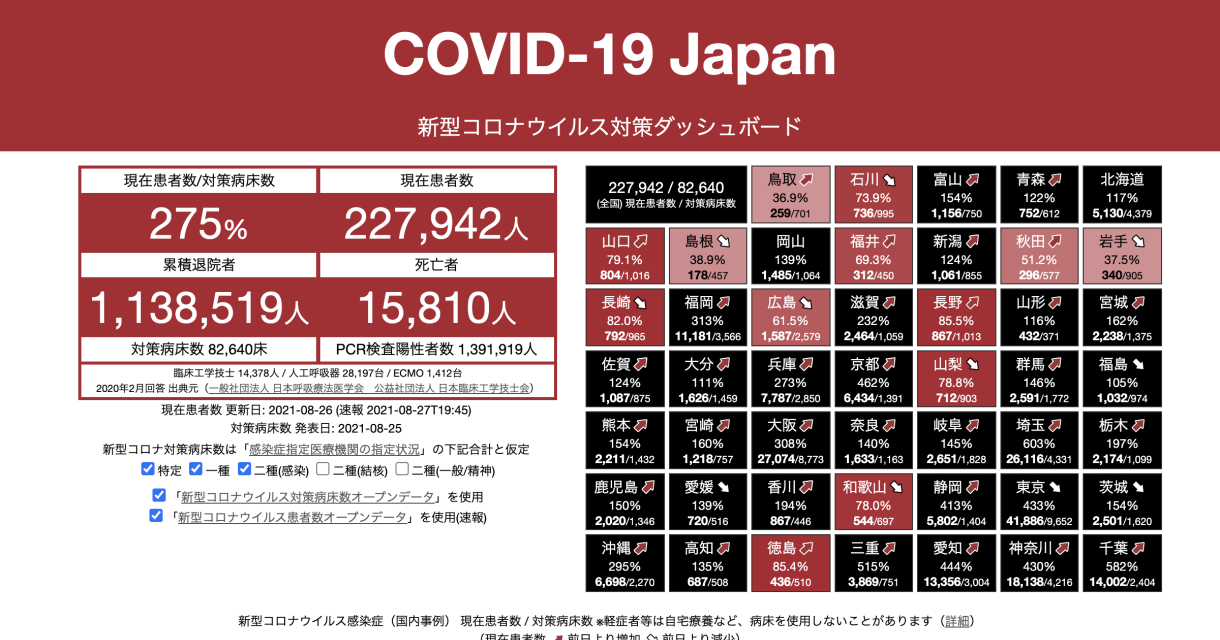 COVID-19 Japan
新型コロナウイルス対策ダッシュボード
現在患者数/対策病床数
現在患者数
275%
227,942人
累積退院者
死亡者
1,138,519人
15,810人
対策病床数 82,640床
PCR検査陽性者数 1,391,919人
臨床工学技士 14,378人 / 人工呼吸器 28,197台 / ECMO 1,412台
2020年2月回答 出典元（一般社団法人 日本呼吸療法医学会　公益社団法人 日本臨床工学技士会）
現在患者数 更新日: 2021-08-26 (速報 2021-08-27T19:45)
対策病床数 発表日: 2021-08-25
新型コロナ対策病床数は「感染症指定医療機関の指定状況」の下記合計と仮定
特定 一種 二種(感染) 二種(結核) 二種(一般/精神)
「新型コロナウイルス対策病床数オープンデータ」を使用
「新型コロナウイルス患者数オープンデータ」を使用(速報)
227,942 / 82,640
(全国) 現在患者数 / 対策病床数
鳥取
36.9%
259/701
石川
73.9%
736/995
富山
154%
1,156/750
青森
122%
752/612
北海道
117%
5,130/4,379
山口
79.1%
804/1,016
島根
38.9%
178/457
岡山
139%
1,485/1,064
福井
69.3%
312/450
新潟
124%
1,061/855
秋田
51.2%
296/577
岩手
37.5%
340/905
長崎
82.0%
792/965
福岡
313%
11,181/3,566
広島
61.5%
1,587/2,579
滋賀
232%
2,464/1,059
長野
85.5%
867/1,013
山形
116%
432/371
宮城
162%
2,238/1,375
佐賀
124%
1,087/875
大分
111%
1,626/1,459
兵庫
273%
7,787/2,850
京都
462%
6,434/1,391
山梨
78.8%
712/903
群馬
146%
2,591/1,772
福島
105%
1,032/974
熊本
154%
2,211/1,432
宮崎
160%
1,218/757
大阪
308%
27,074/8,773
奈良
140%
1,633/1,163
岐阜
145%
2,651/1,828
埼玉
603%
26,116/4,331
栃木
197%
2,174/1,099
鹿児島
150%
2,020/1,346
愛媛
139%
720/516
香川
194%
867/446
和歌山
78.0%
544/697
静岡
413%
5,802/1,404
東京
433%
41,886/9,652
茨城
154%
2,501/1,620
沖縄
295%
6,698/2,270
高知
135%
687/508
徳島
85.4%
436/510
三重
515%
3,869/751
愛知
444%
13,356/3,004
神奈川
430%
18,138/4,216
千葉
582%
14,002/2,404
新型コロナウイルス感染症（国内事例） 現在患者数 / 対策病床数 ※軽症者等は自宅療養など、病床を使用しないことがあります（詳細）
（現在患者数 前日より増加 前日より減少）